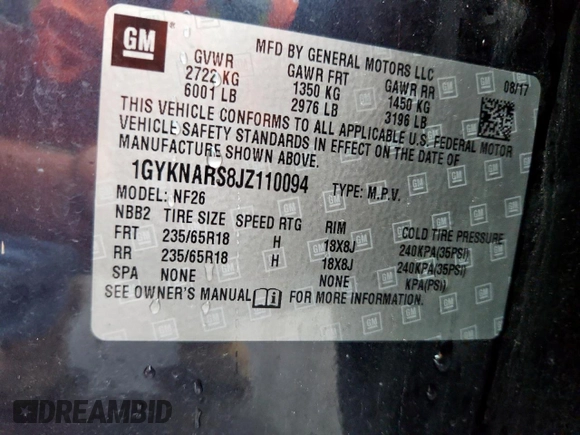 GM
MFD BY GENERAL MOTORS LLC
GVWR GAWR FRT GAWR RR 08/17
2722 KG 1350 KG 1450 KG
6001 LB 2976 LB 3196 LB
THIS VEHICLE CONFORMS TO ALL APPLICABLE U.S. FEDERAL MOTOR
VEHICLE SAFETY STANDARDS IN EFFECT ON THE DATE OF
MANUFACTURE SHOWN ABOVE.
1GYKNARS8JZ110094 TYPE: M.P.V.
MODEL: NF26
NBB2 TIRE SIZE SPEED RTG RIM COLD TIRE PRESSURE
FRT 235/65R18 H 18X8J 240KPA(35PSI)
RR 235/65R18 H 18X8J 240KPA(35PSI)
SPA NONE NONE KPA(PSI)
SEE OWNER'S MANUAL FOR MORE INFORMATION.
DREAMBID